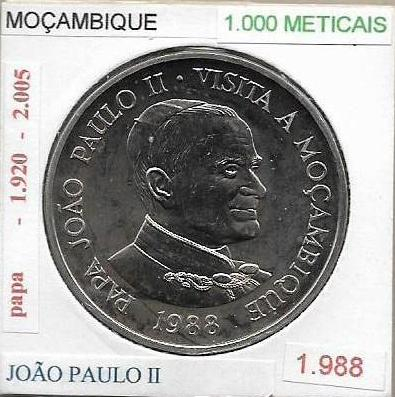 MOÇAMBIQUE
1.000 METICAIS
papa - 1.920 - 2.005
PAPA JOÃO PAULO II · VISITA A MOÇAMBIQUE
1988
JOÃO PAULO II
1.988